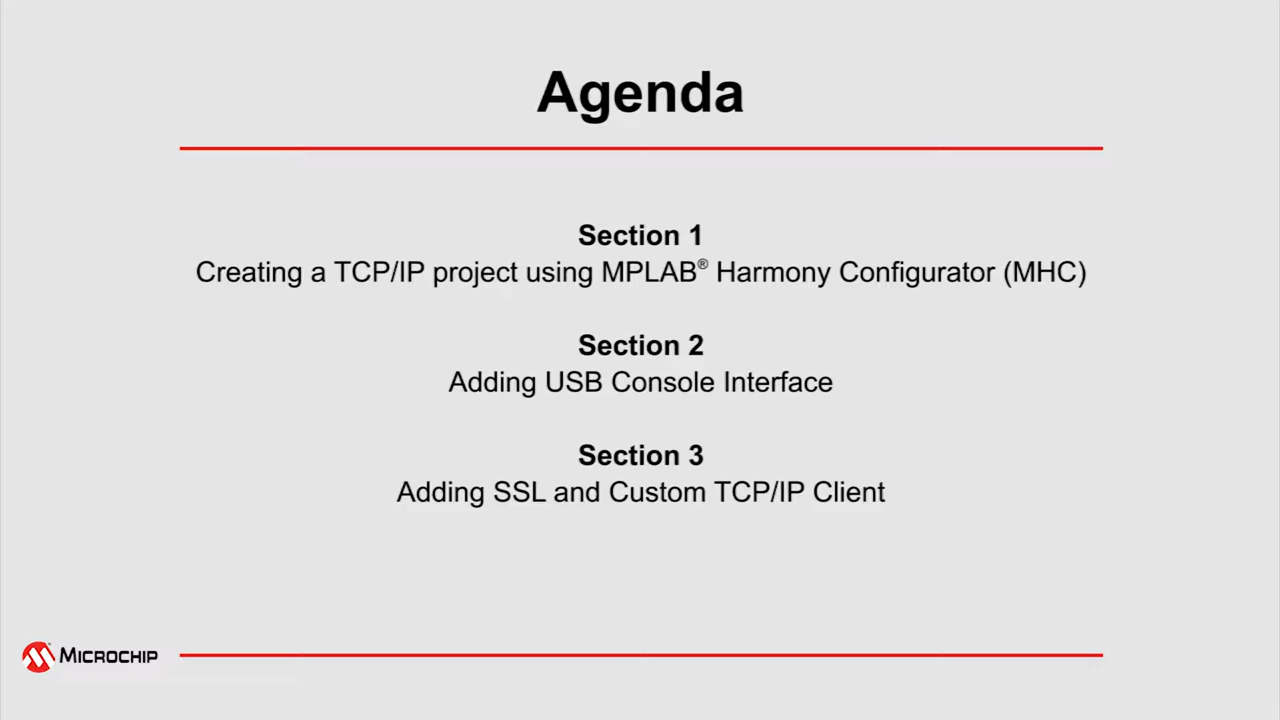 Agenda
Section 1
Creating a TCP/IP project using MPLAB® Harmony Configurator (MHC)
Section 2
Adding USB Console Interface
Section 3
Adding SSL and Custom TCP/IP Client
MICROCHIP